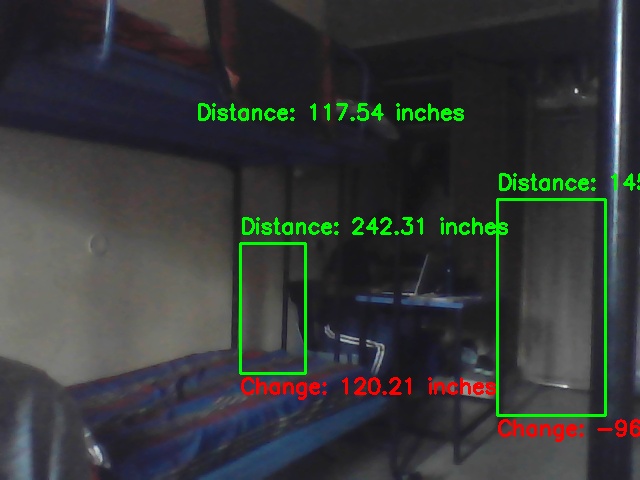 Distance: 117.54 inches
Distance: 145
Distance: 242.31 inches
Change: 120.21 inches
Change: -96